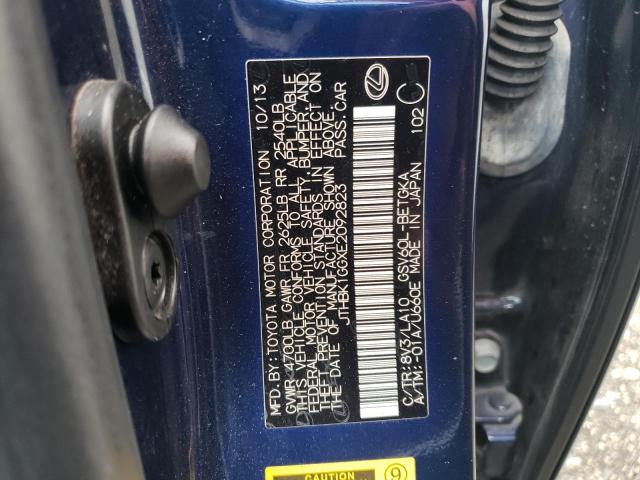 MFD.BY:TOYOTA MOTOR CORPORATION 10/13
GVWR 4700LB GAWR FR 2625LB RR 2540LB
THIS VEHICLE CONFORMS TO ALL APPLICABLE
FEDERAL MOTOR VEHICLE SAFETY, BUMPER, AND
THEFT PREVENTION STANDARDS IN EFFECT ON
THE DATE OF MANUFACTURE SHOWN ABOVE.
JTHBK1GGXE2092823 PASS.CAR
C/TR:8V3/LA10 GSV60L-BETGKA
A/TM:-01A/U660E MADE IN JAPAN 102 C
CAUTION
9